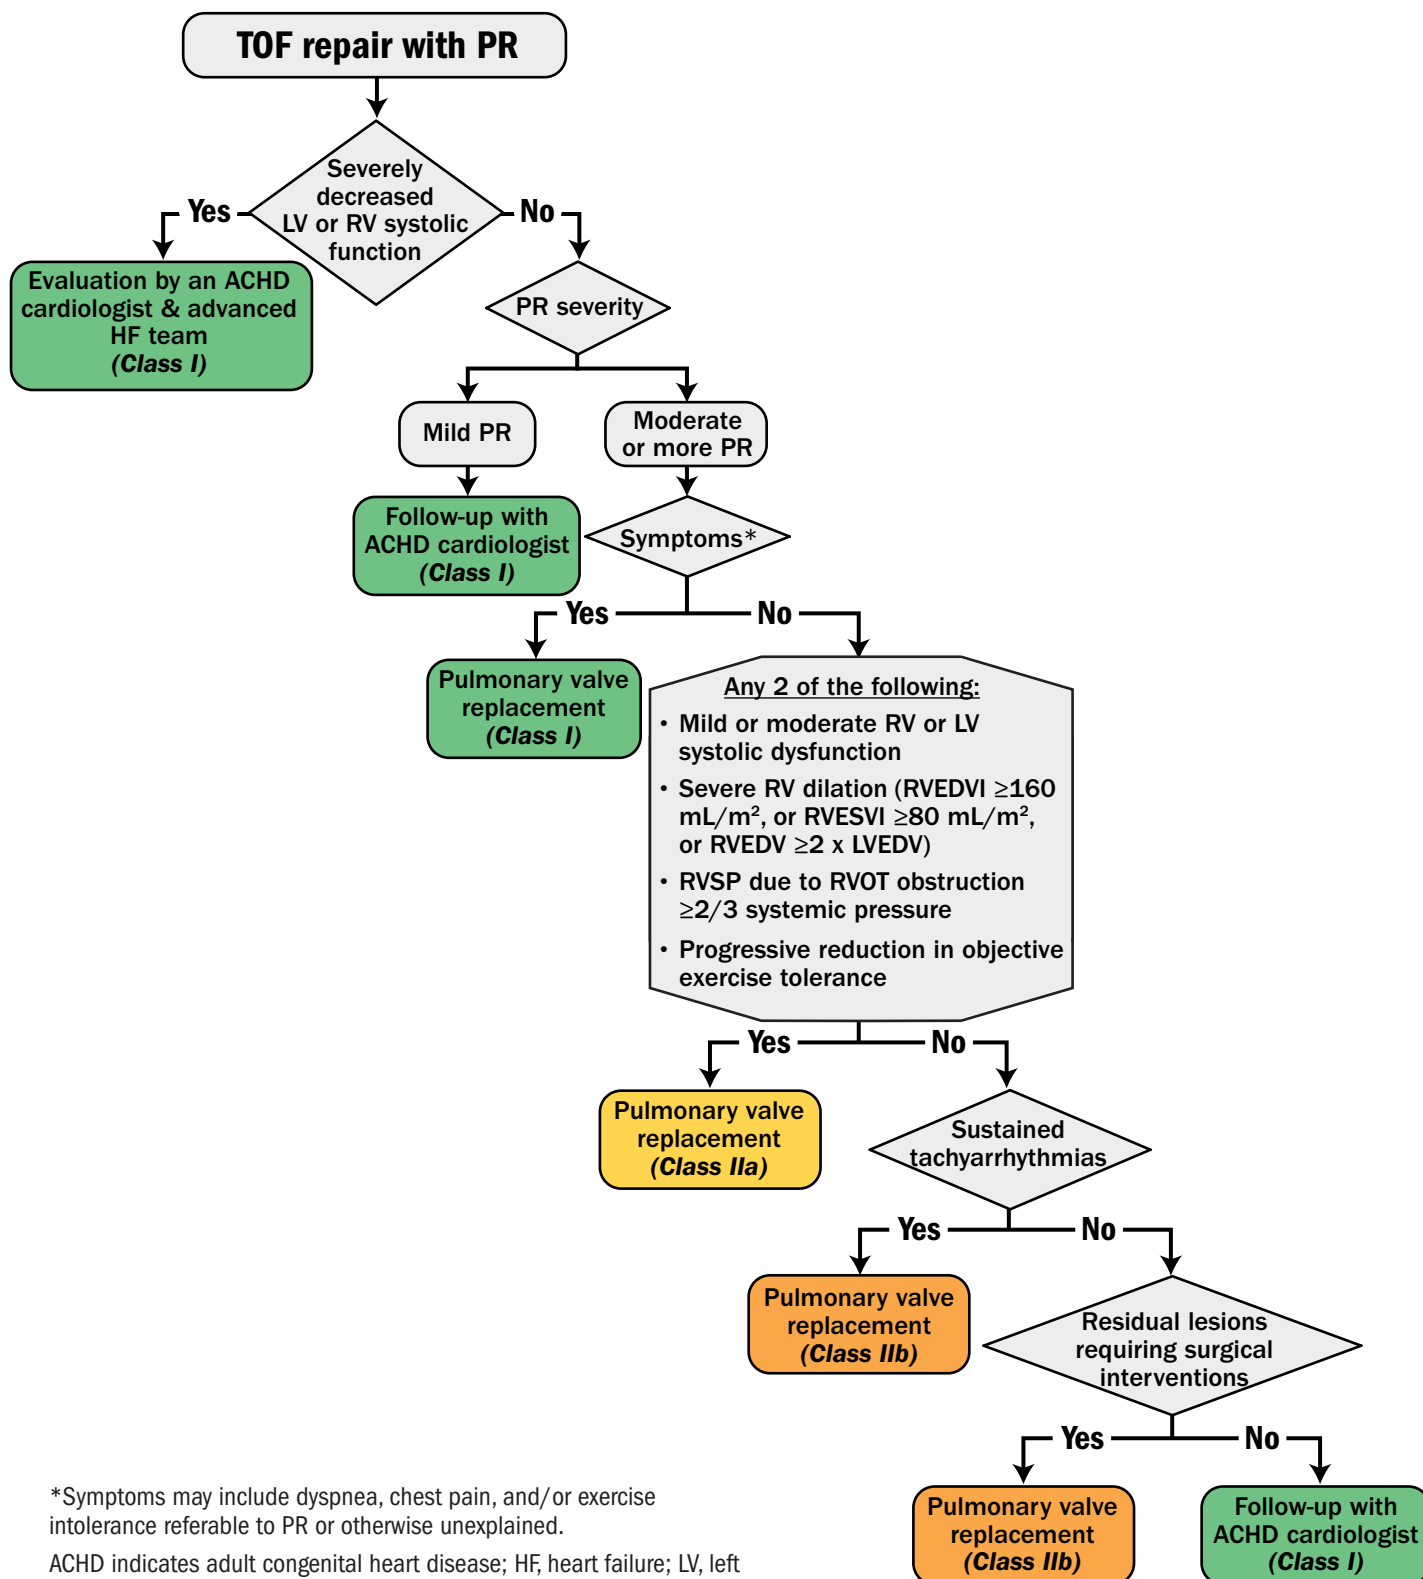 TOF repair with PR
Severely
decreased
LV or RV systolic
function
Yes
No
Evaluation by an ACHD
cardiologist & advanced
HF team
(Class I)
PR severity
Mild PR
Moderate
or more PR
Follow-up with
ACHD cardiologist
(Class I)
Symptoms*
Yes
No
Pulmonary valve
replacement
(Class I)
Any 2 of the following:
• Mild or moderate RV or LV
systolic dysfunction
• Severe RV dilation (RVEDVI ≥160
mL/m², or RVESVI ≥80 mL/m²,
or RVEDV ≥2 x LVEDV)
• RVSP due to RVOT obstruction
≥2/3 systemic pressure
• Progressive reduction in objective
exercise tolerance
Yes
No
Pulmonary valve
replacement
(Class IIa)
Sustained
tachyarrhythmias
Yes
No
Pulmonary valve
replacement
(Class IIb)
Residual lesions
requiring surgical
interventions
Yes
No
Pulmonary valve
replacement
(Class IIb)
Follow-up with
ACHD cardiologist
(Class I)
*Symptoms may include dyspnea, chest pain, and/or exercise
intolerance referable to PR or otherwise unexplained.
ACHD indicates adult congenital heart disease; HF, heart failure; LV, left